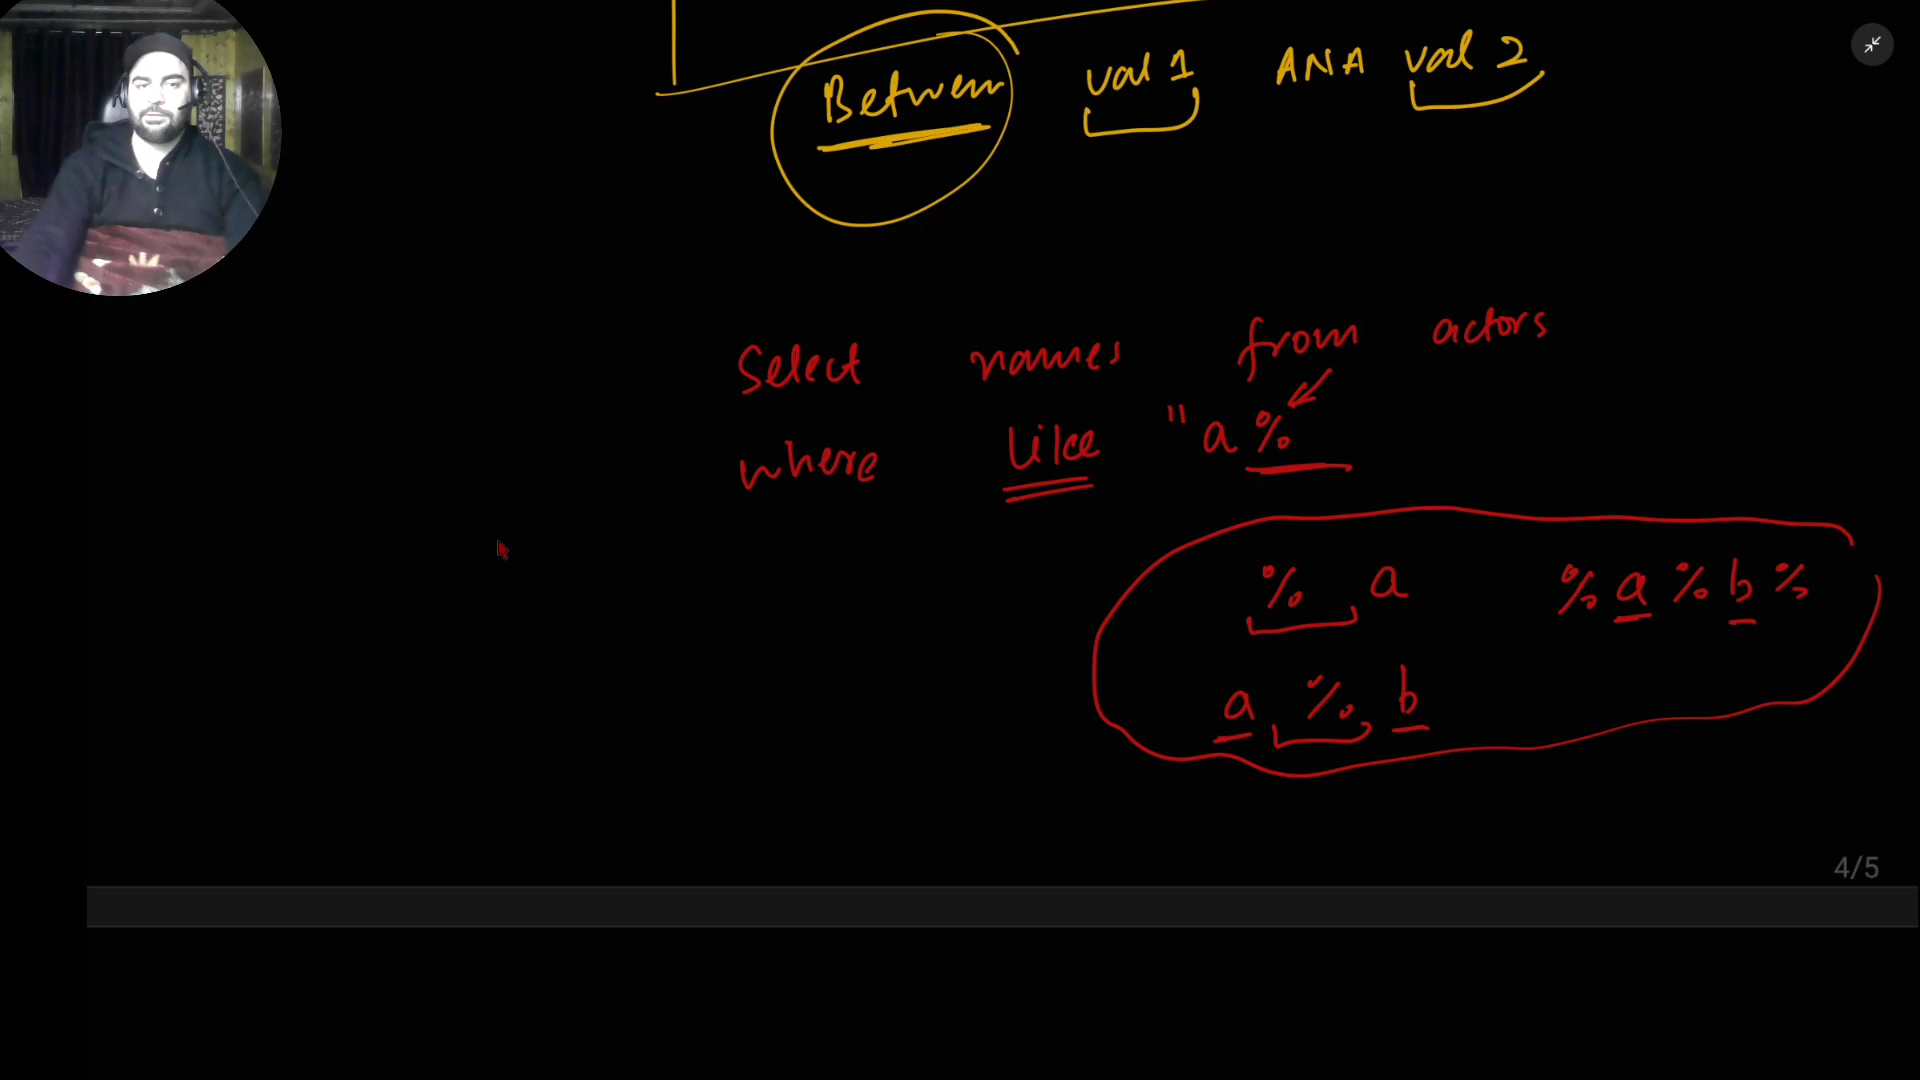 Between val 1 ANA val 2
Select names from actors
where like "a%
% a %a%b%
a % b
4/5